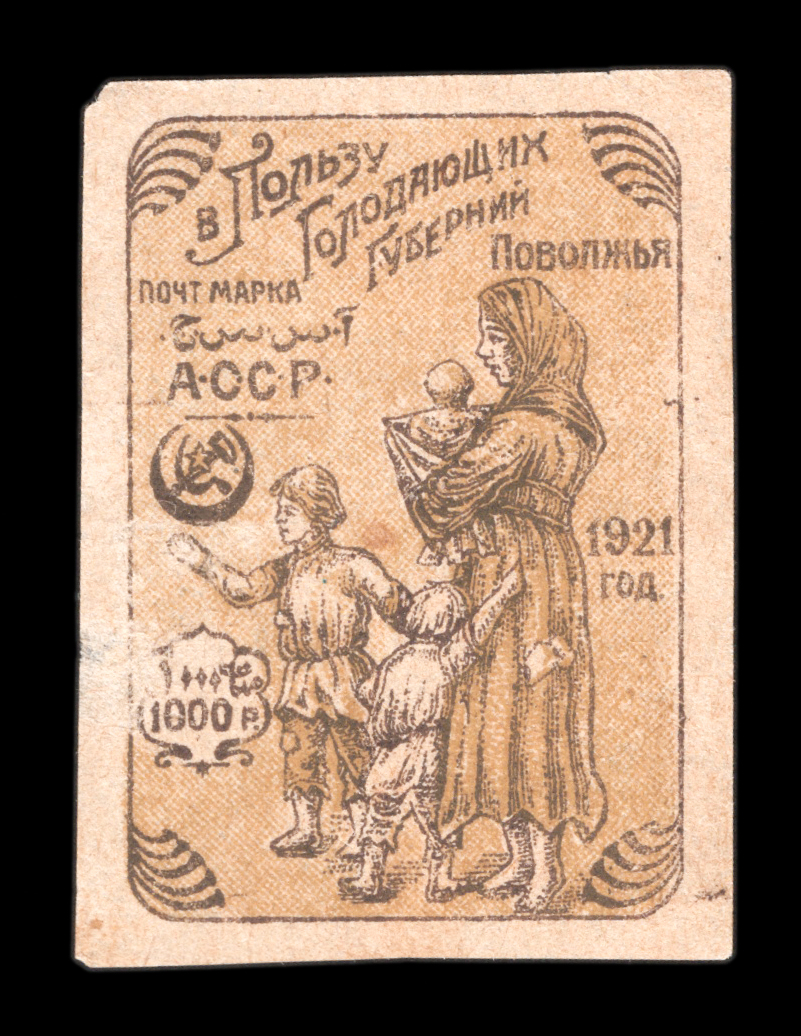 В Пользу
Голодающих
Губерний
Поволжья
ПОЧТ МАРКА
А·СС·Р·
1921
ГОД.
1000 Р.